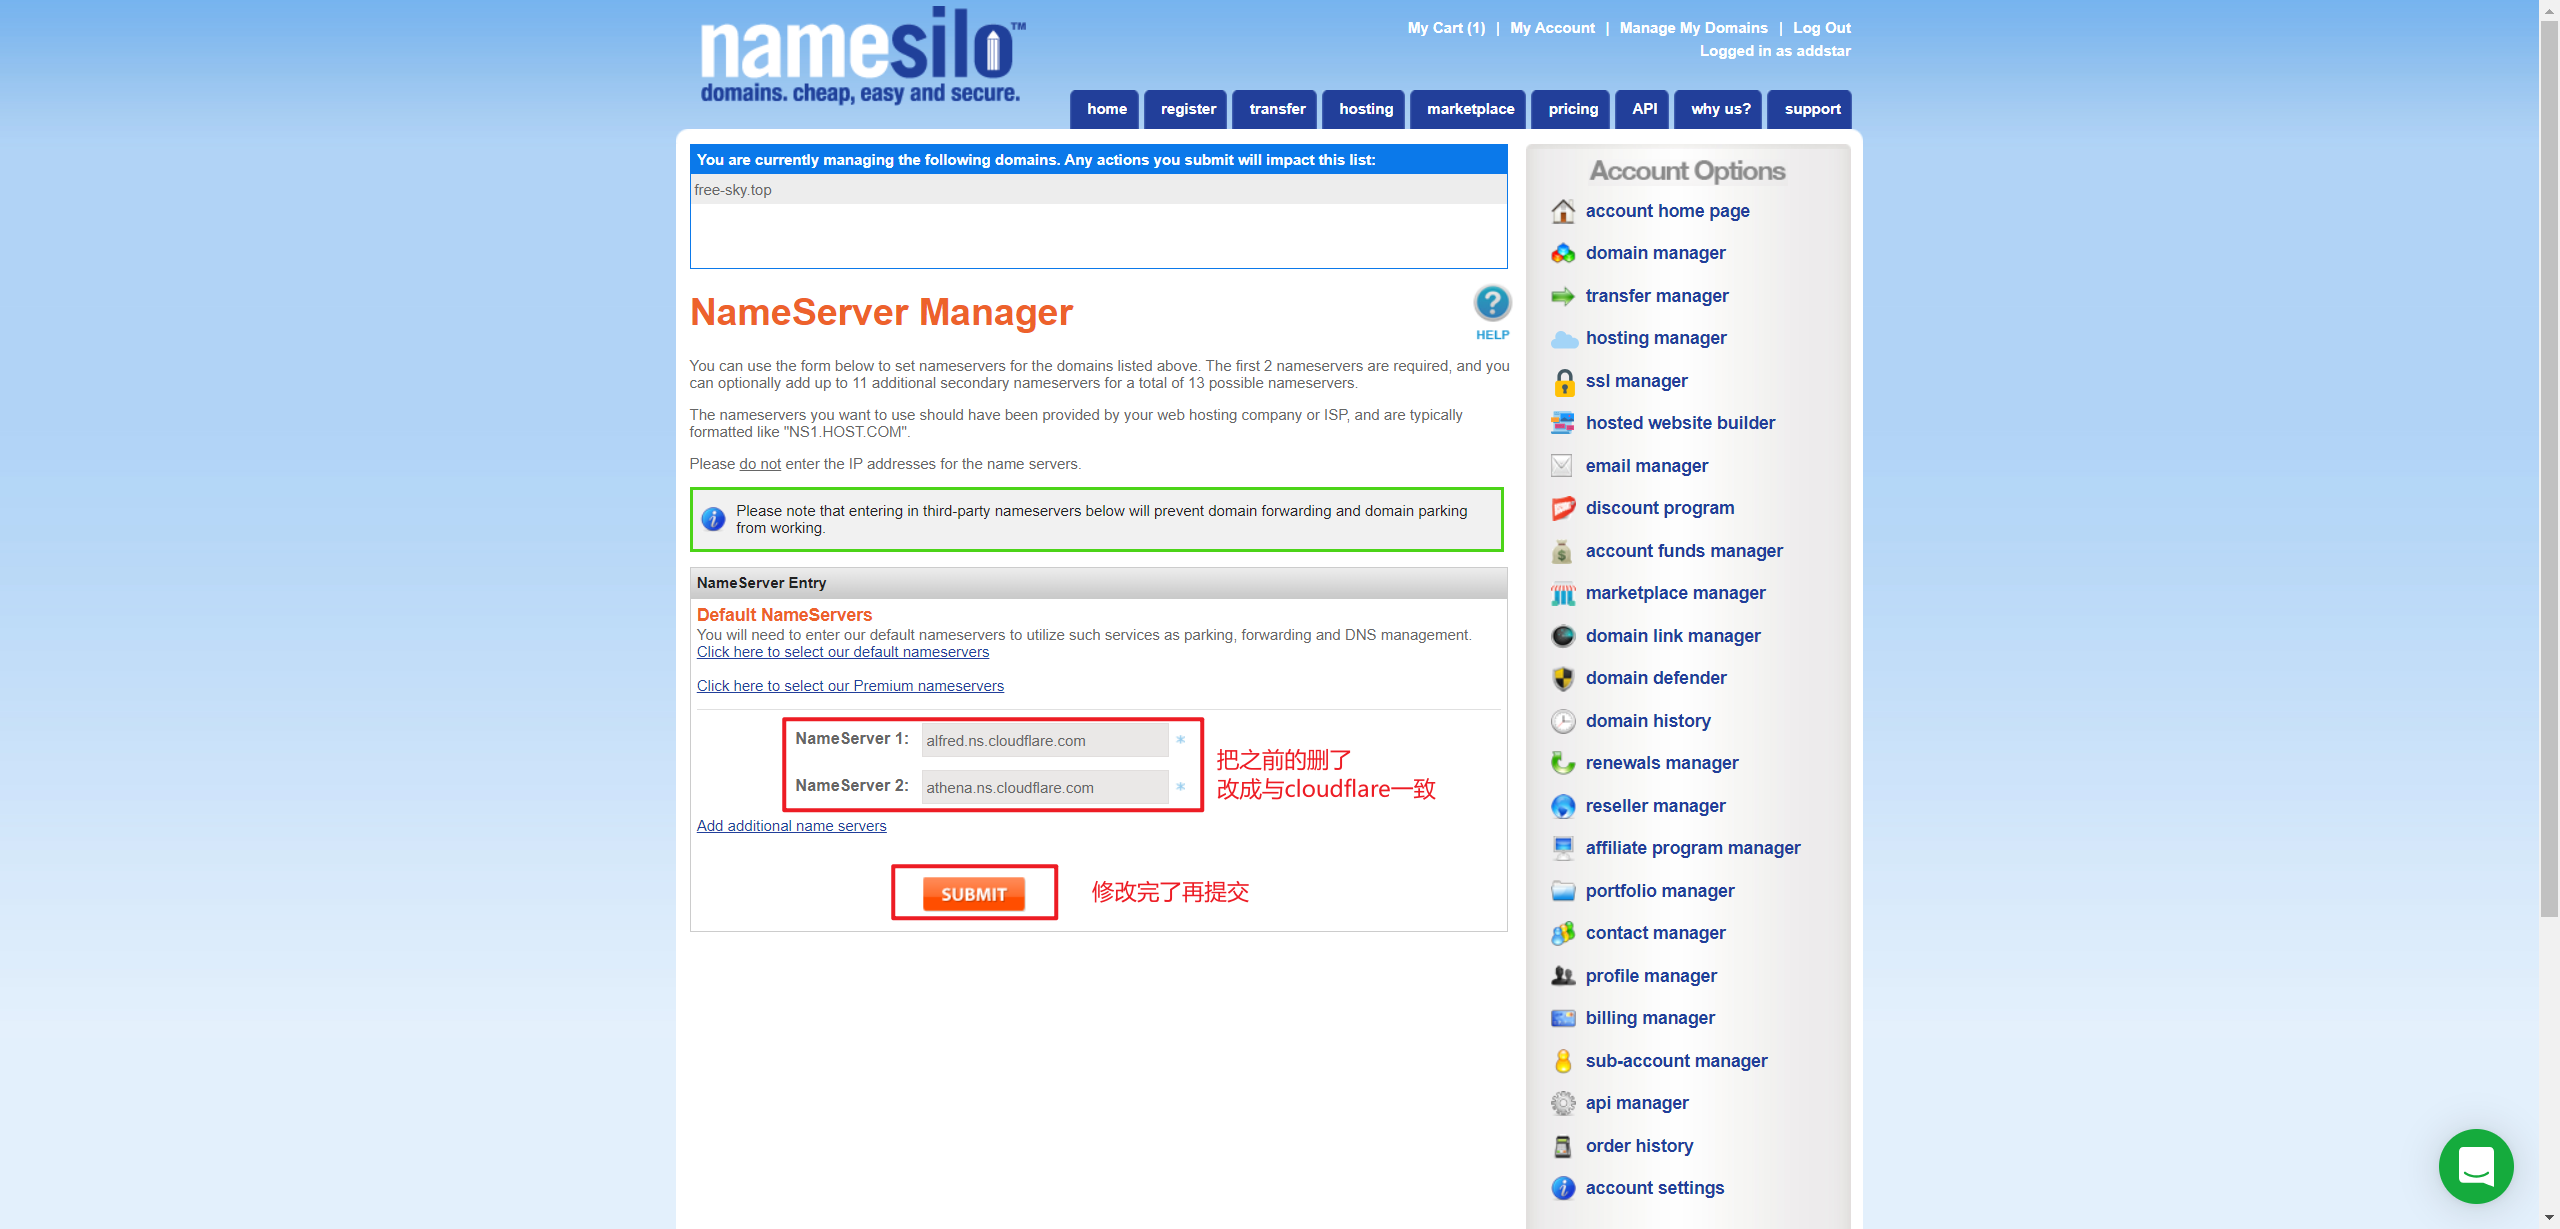 namesilo™
domains. cheap, easy and secure.
My Cart (1) | My Account | Manage My Domains | Log Out
Logged in as addstar
home register transfer hosting marketplace pricing API why us? support
You are currently managing the following domains. Any actions you submit will impact this list:
free-sky.top
NameServer Manager
HELP
You can use the form below to set nameservers for the domains listed above. The first 2 nameservers are required, and you
can optionally add up to 11 additional secondary nameservers for a total of 13 possible nameservers.
The nameservers you want to use should have been provided by your web hosting company or ISP, and are typically
formatted like "NS1.HOST.COM".
Please do not enter the IP addresses for the name servers.
Please note that entering in third-party nameservers below will prevent domain forwarding and domain parking
from working.
NameServer Entry
Default NameServers
You will need to enter our default nameservers to utilize such services as parking, forwarding and DNS management.
Click here to select our default nameservers
Click here to select our Premium nameservers
NameServer 1: alfred.ns.cloudflare.com *
NameServer 2: athena.ns.cloudflare.com *
把之前的删了
改成与cloudflare一致
Add additional name servers
SUBMIT
修改完了再提交
Account Options
account home page
domain manager
transfer manager
hosting manager
ssl manager
hosted website builder
email manager
discount program
account funds manager
marketplace manager
domain link manager
domain defender
domain history
renewals manager
reseller manager
affiliate program manager
portfolio manager
contact manager
profile manager
billing manager
sub-account manager
api manager
order history
account settings